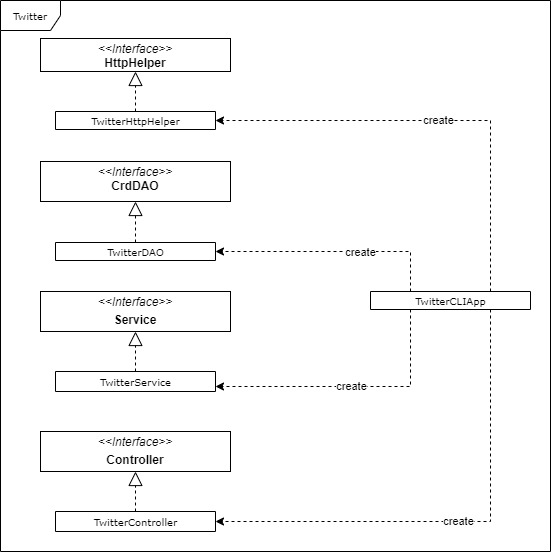 Twitter
<<Interface>>
HttpHelper
TwitterHttpHelper
create
<<Interface>>
CrdDAO
TwitterDAO
create
TwitterCLIApp
<<Interface>>
Service
TwitterService
create
<<Interface>>
Controller
TwitterController
create